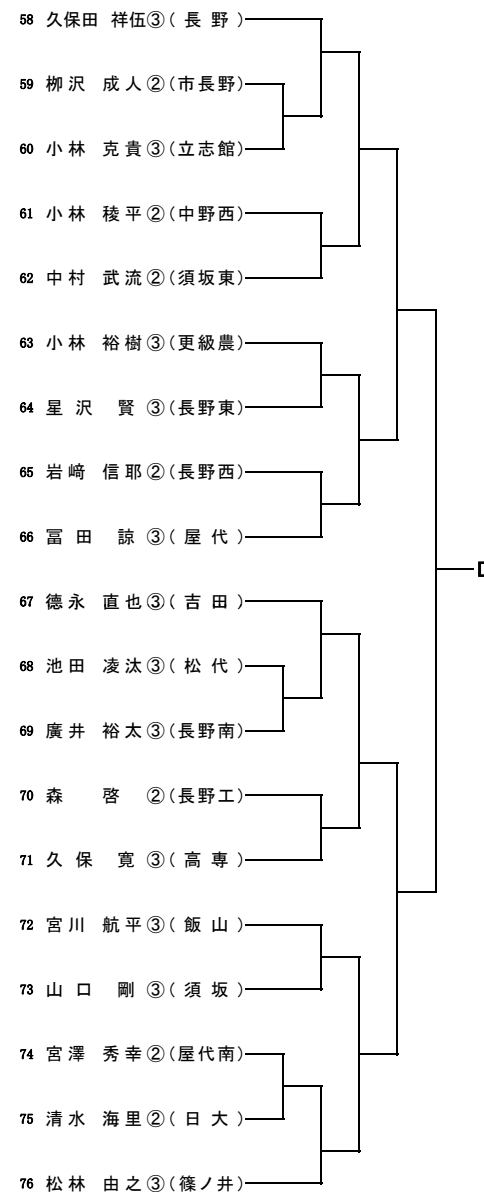 58 久保田 祥伍③( 長 野 )
59 栁沢 成人②(市長野)
60 小林 克貴③(立志館)
61 小林 稜平②(中野西)
62 中村 武流②(須坂東)
63 小林 裕樹③(更級農)
64 星沢 賢③(長野東)
65 岩﨑 信耶②(長野西)
66 冨田 諒③( 屋 代 )
67 德永 直也③( 吉 田 )
68 池田 凌汰③( 松 代 )
69 廣井 裕太③(長野南)
70 森 啓②(長野工)
71 久保 寛③( 高 専 )
72 宮川 航平③( 飯 山 )
73 山口 剛③( 須 坂 )
74 宮澤 秀幸②(屋代南)
75 清水 海里②( 日 大 )
76 松林 由之③(篠ノ井)